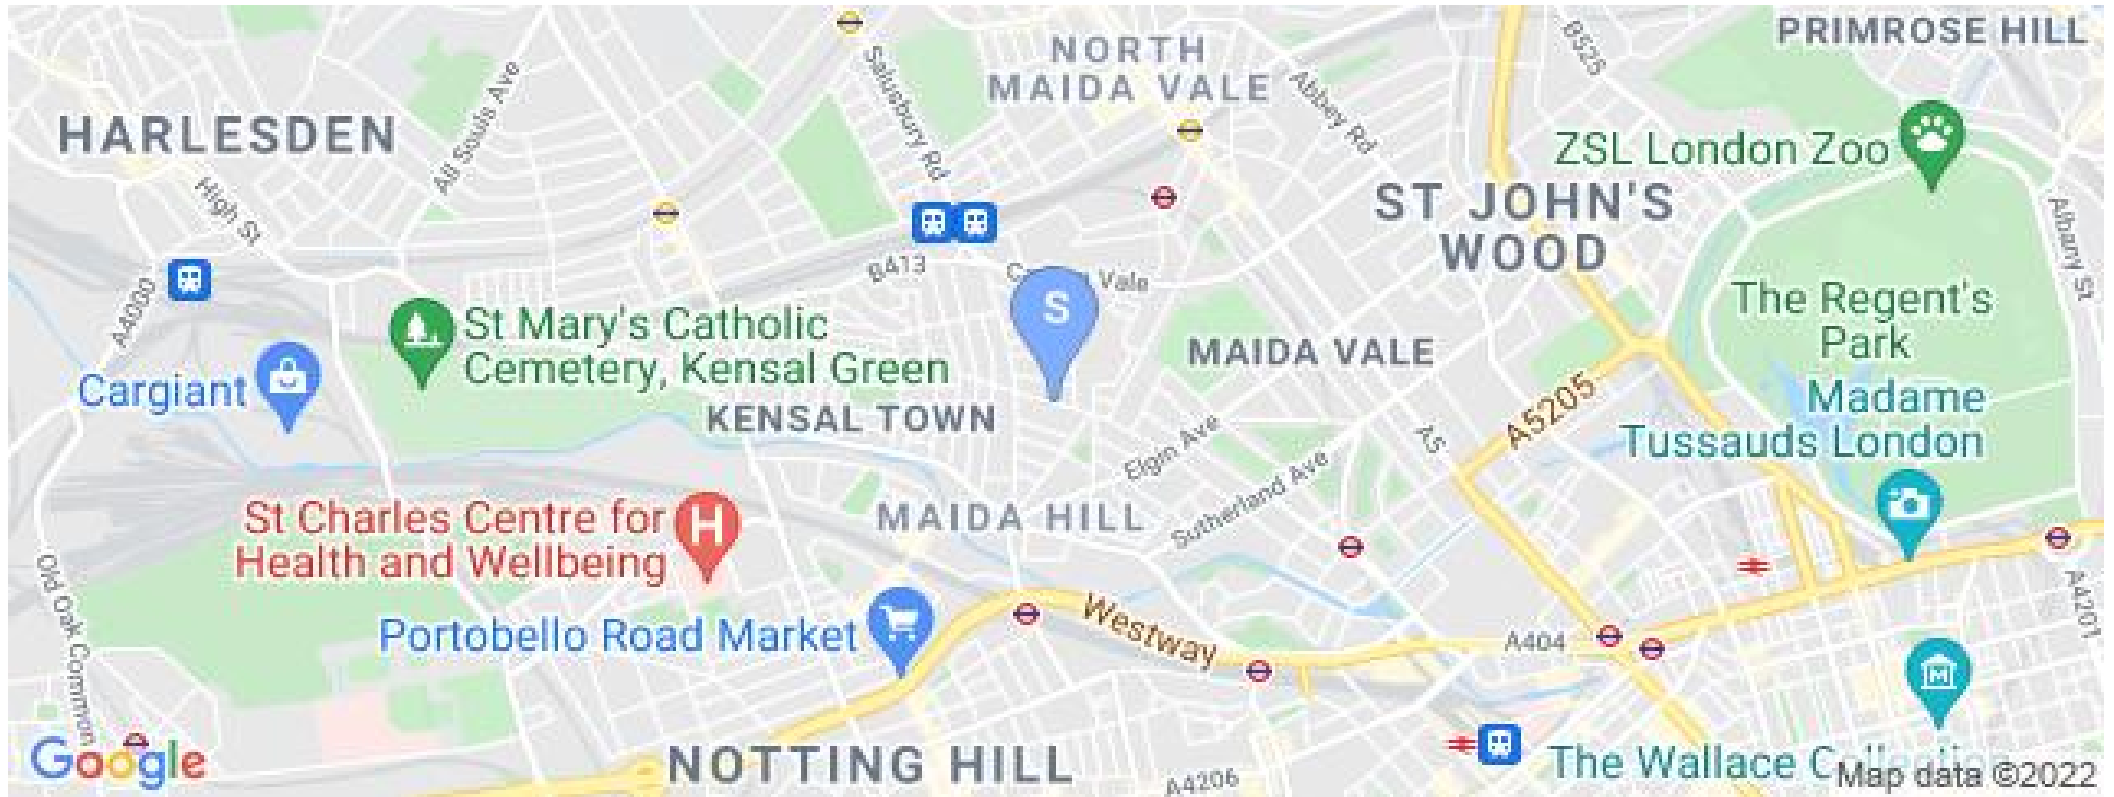 PRIMROSE HILL
B525
NORTH
MAIDA VALE
Salusbury Rd
Abbey Rd
All Souls Ave
HARLESDEN
ZSL London Zoo
High St
ST JOHN'S
WOOD
Albany St
B413
Vale
S
A4000
St Mary's Catholic
Cemetery, Kensal Green
The Regent's
Park
MAIDA VALE
Cargiant
KENSAL TOWN
A5205
Madame
Tussauds London
Elgin Ave
A5
Sutherland Ave
St Charles Centre for
Health and Wellbeing
H
MAIDA HILL
Old Oak Common
Portobello Road Market
Westway
A404
A4201
M
Google
NOTTING HILL
A4206
The Wallace Collection
Map data ©2022